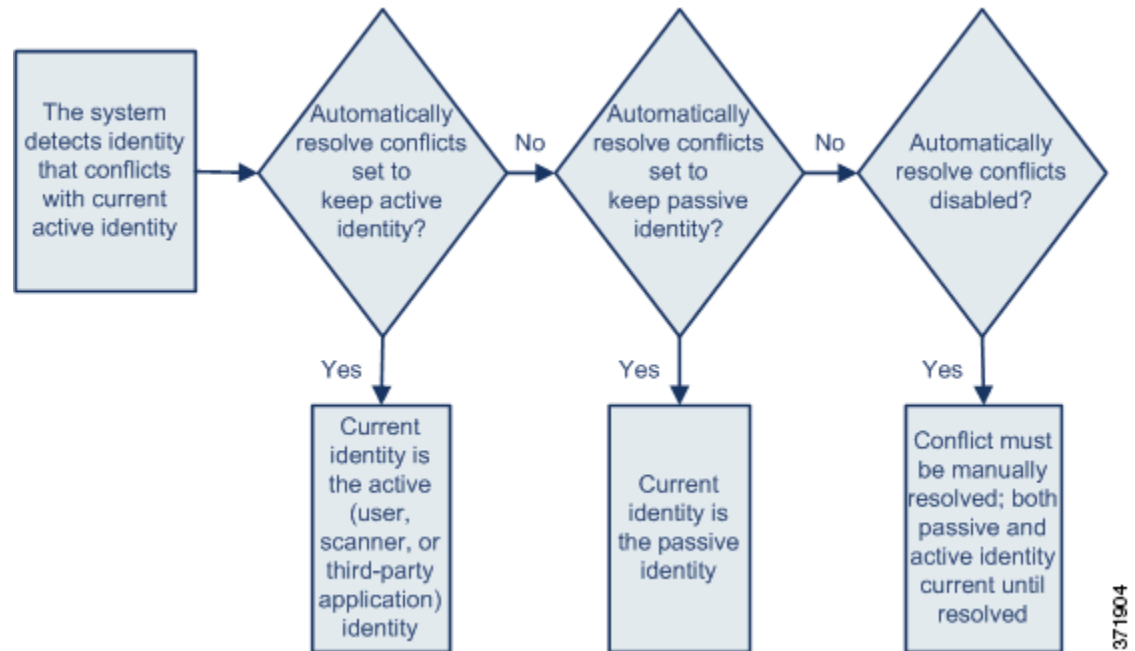 The system
detects identity
that conflicts
with current
active identity
Automatically
resolve conflicts
set to
keep active
identity?
No
Automatically
resolve conflicts
set to
keep passive
identity?
No
Automatically
resolve conflicts
disabled?
Yes
Yes
Yes
Current
identity is
the active
(user,
scanner, or
third-party
application)
identity
Current
identity is
the passive
identity
Conflict must
be manually
resolved; both
passive and
active identity
current until
resolved
371904